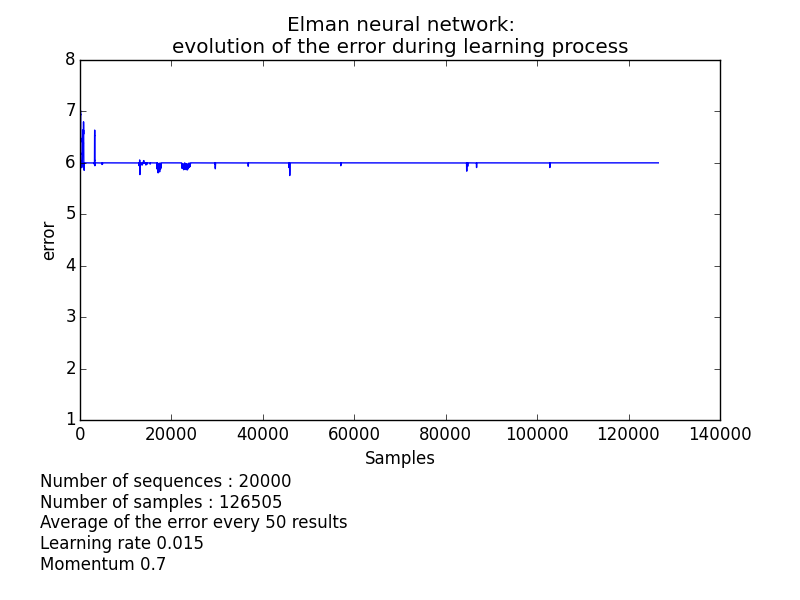 Elman neural network:
evolution of the error during learning process
8
7
6
5
4
3
2
1
error
0 20000 40000 60000 80000 100000 120000 140000
Samples
Number of sequences : 20000
Number of samples : 126505
Average of the error every 50 results
Learning rate 0.015
Momentum 0.7